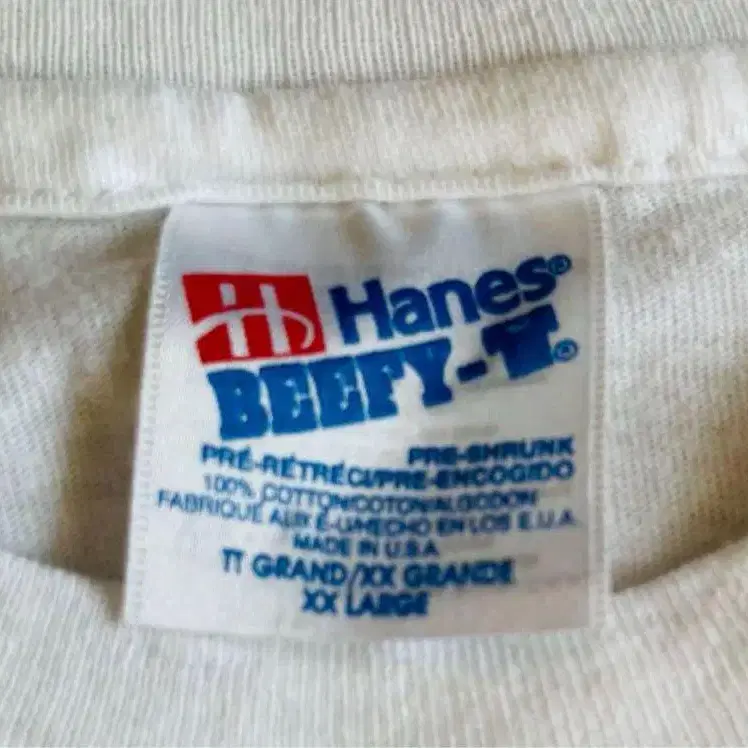 H Hanes®
BEEFY-T®
PRE-SHRUNK
PRÉ-RÉTRÉCI/PRE-ENCOGIDO
100% COTTON/COTON/ALGODON
FABRIQUÉ AUX É-U/HECHO EN LOS E.U.A.
MADE IN U.S.A.
TT GRAND/XX GRANDE
XX LARGE